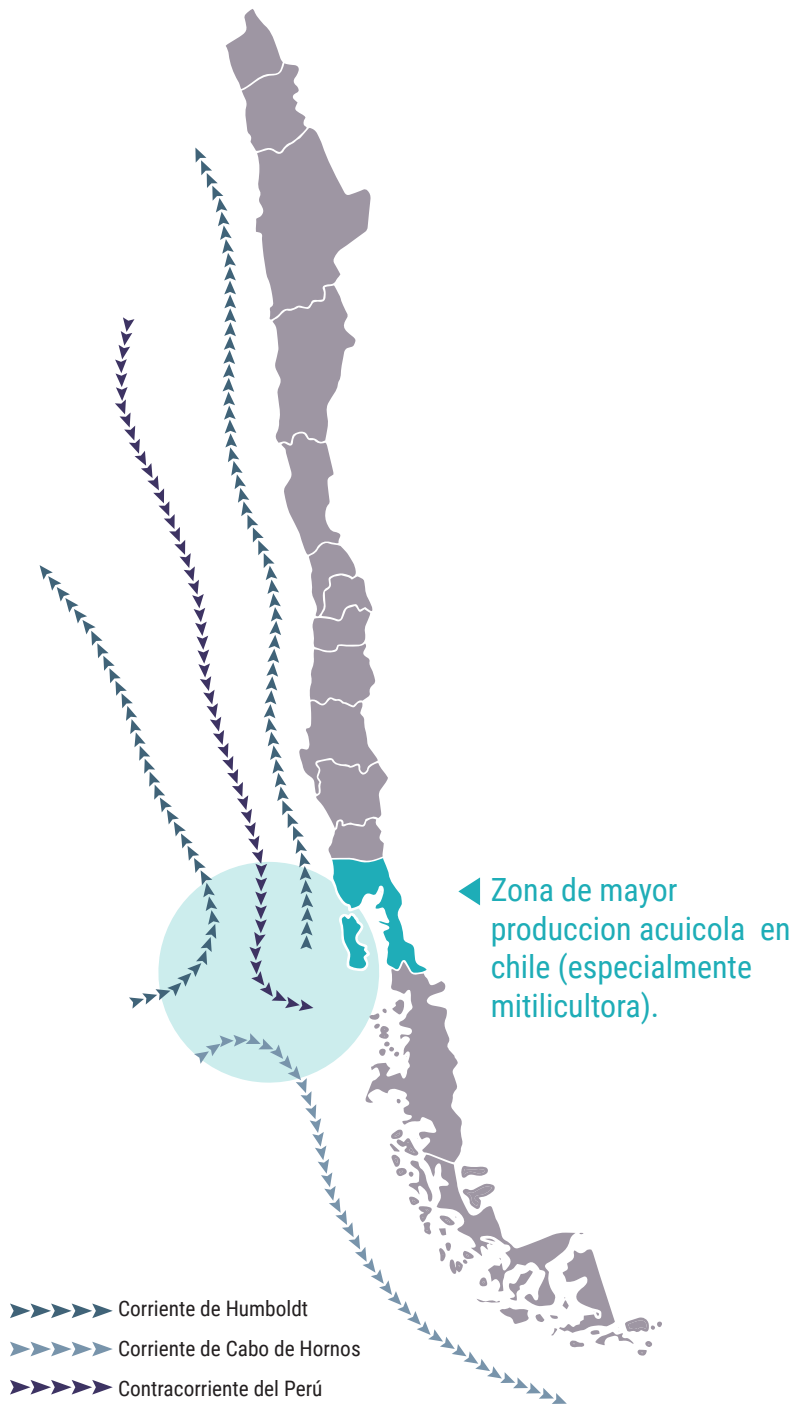 Zona de mayor
produccion acuicola en
chile (especialmente
mitilicultora).
Corriente de Humboldt
Corriente de Cabo de Hornos
Contracorriente del Perú